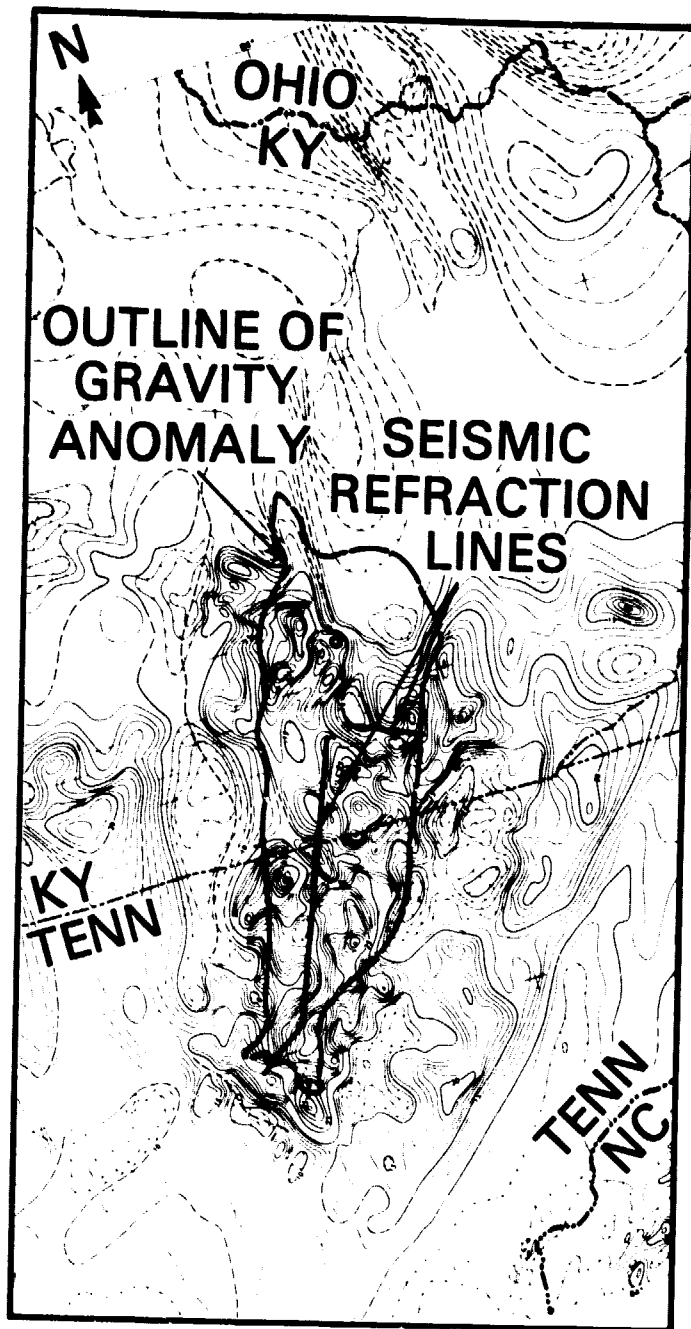 N
OHIO
KY
OUTLINE OF
GRAVITY
ANOMALY
SEISMIC
REFRACTION
LINES
KY
TENN
TENN
NC